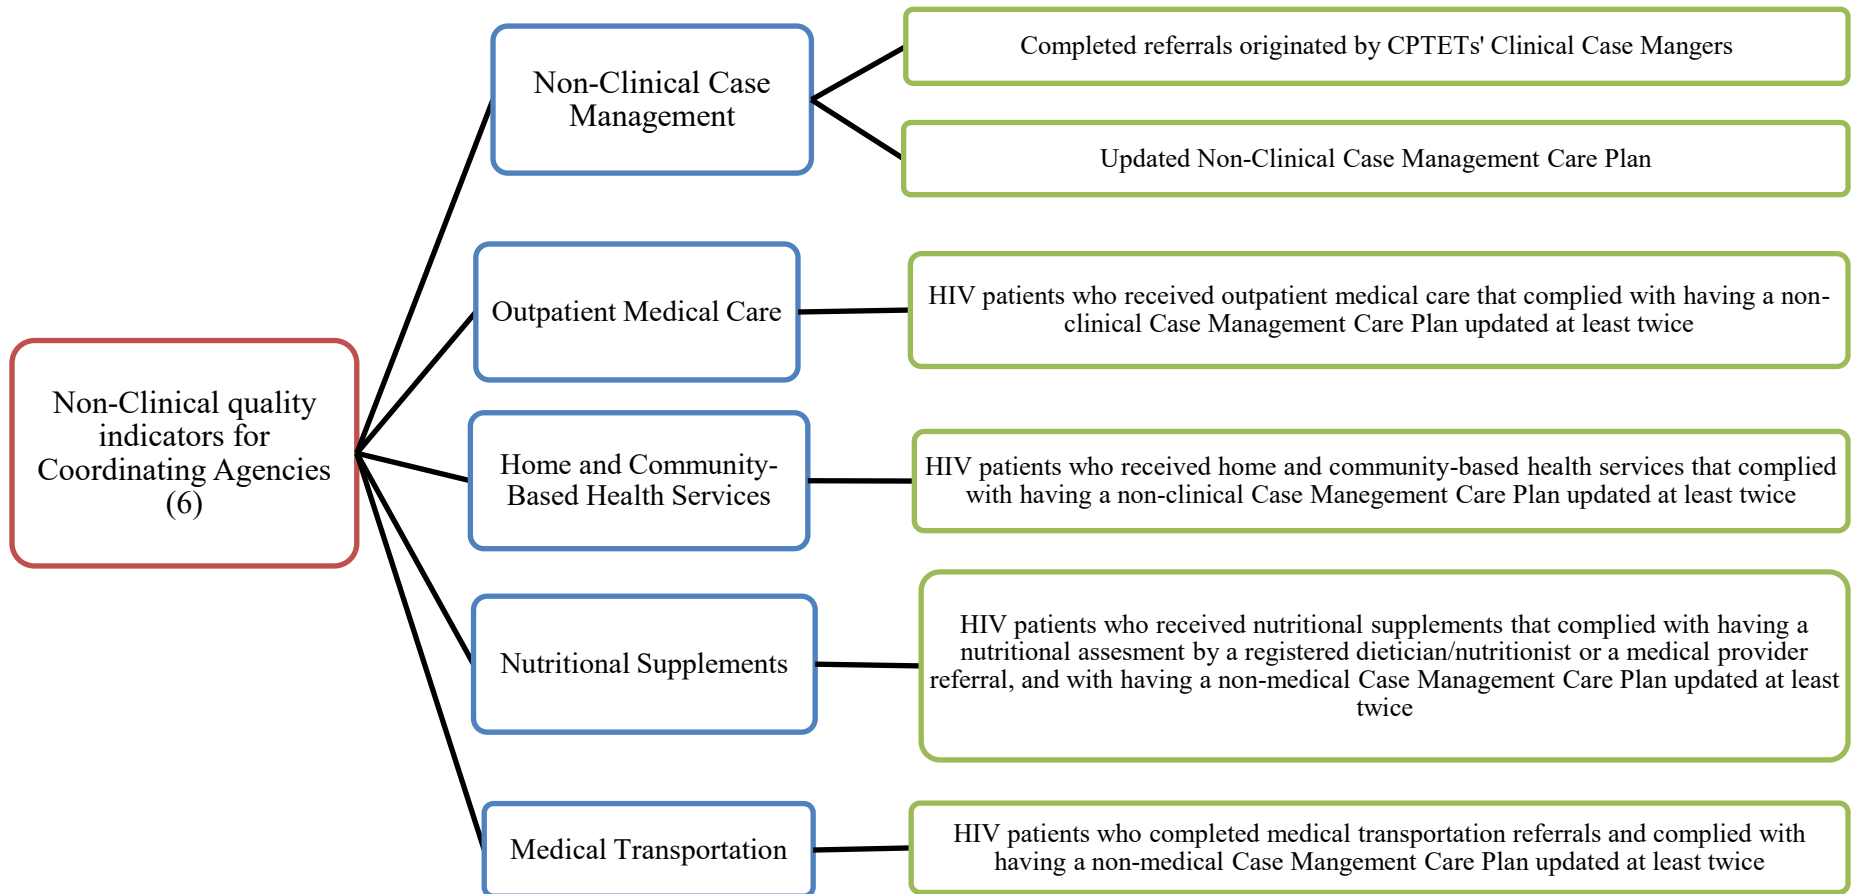 Non-Clinical quality
indicators for
Coordinating Agencies
(6)
Non-Clinical Case
Management
Completed referrals originated by CPTETs' Clinical Case Mangers
Updated Non-Clinical Case Management Care Plan
Outpatient Medical Care
HIV patients who received outpatient medical care that complied with having a non-
clinical Case Management Care Plan updated at least twice
Home and Community-
Based Health Services
HIV patients who received home and community-based health services that complied
with having a non-clinical Case Manegement Care Plan updated at least twice
Nutritional Supplements
HIV patients who received nutritional supplements that complied with having a
nutritional assesment by a registered dietician/nutritionist or a medical provider
referral, and with having a non-medical Case Management Care Plan updated at least
twice
Medical Transportation
HIV patients who completed medical transportation referrals and complied with
having a non-medical Case Mangement Care Plan updated at least twice